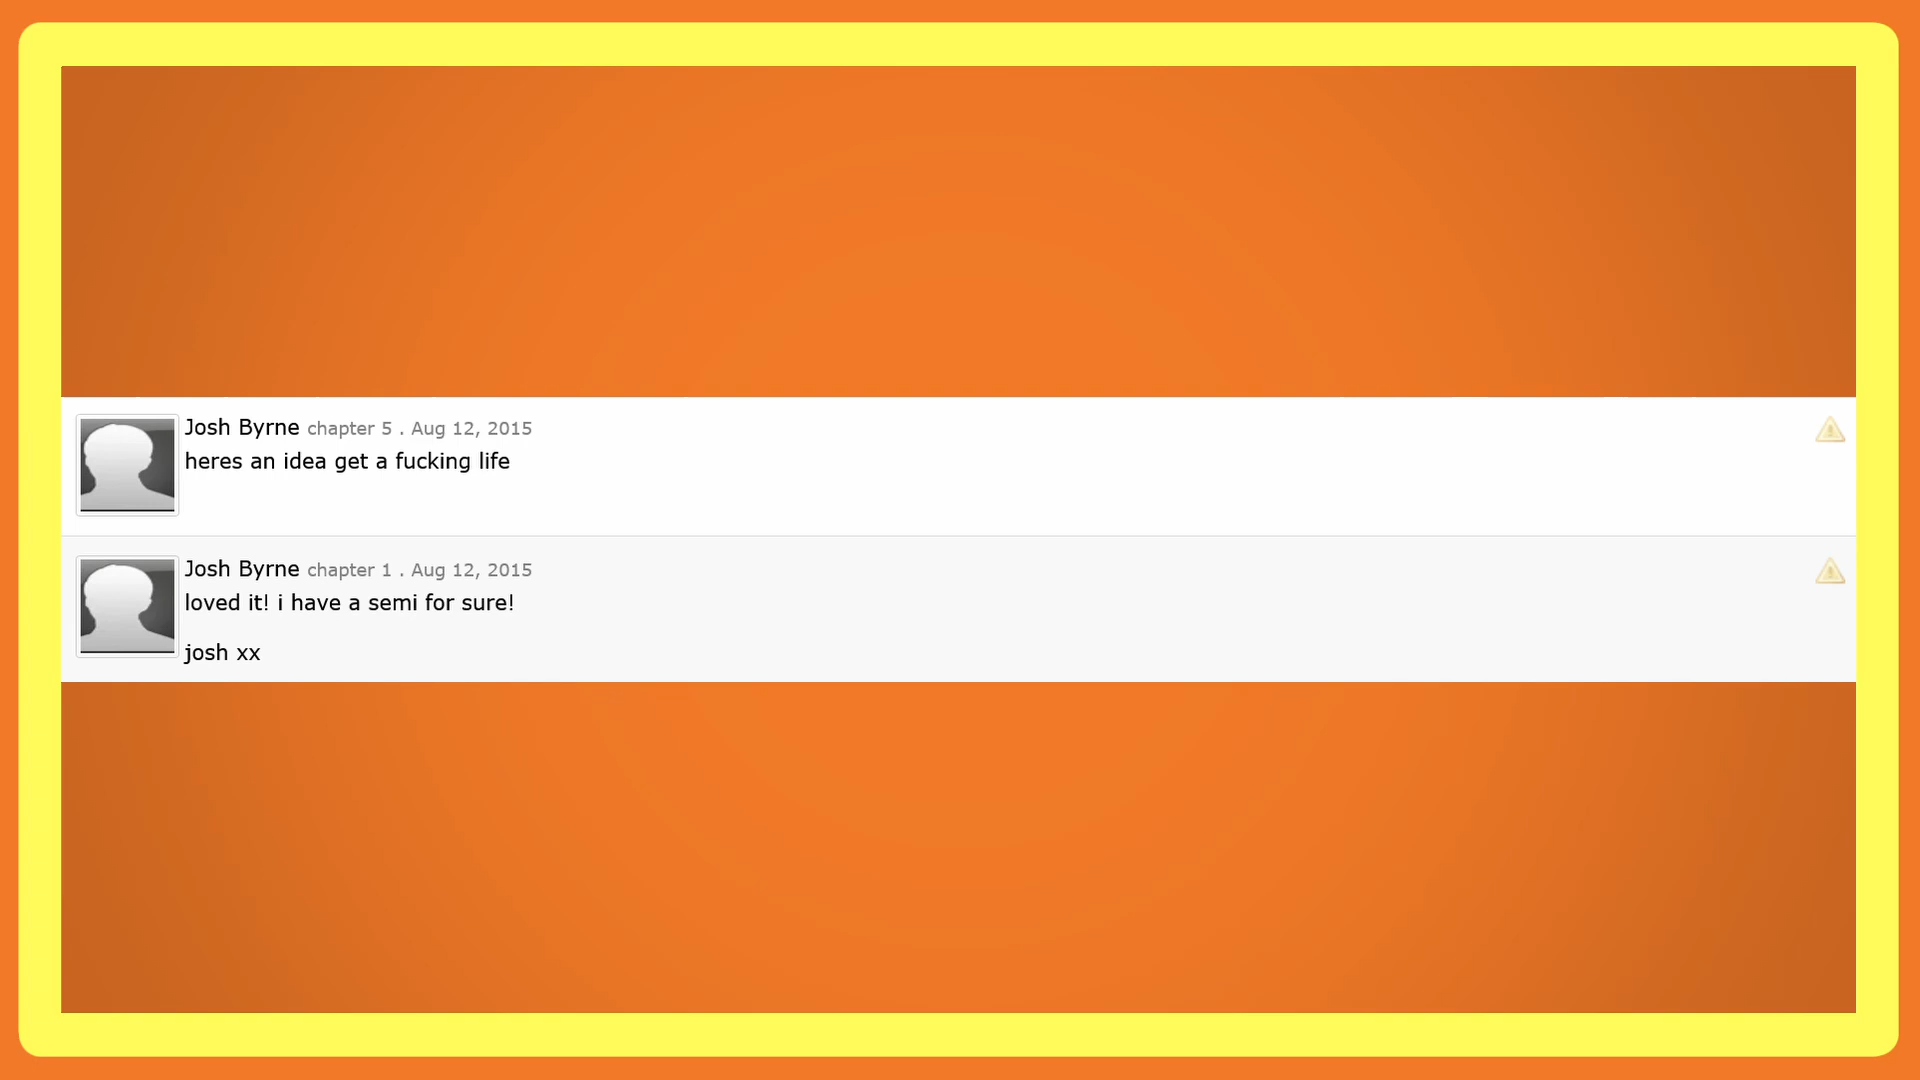 Josh Byrne chapter 5 . Aug 12, 2015
heres an idea get a fucking life
Josh Byrne chapter 1 . Aug 12, 2015
loved it! i have a semi for sure!
josh xx